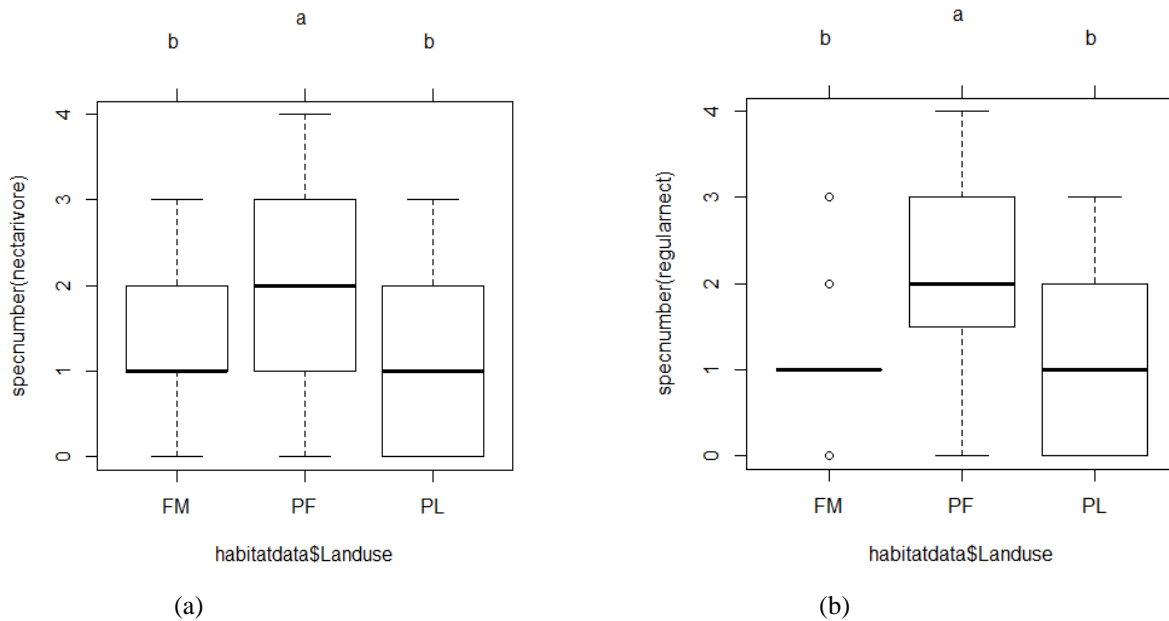 a
b b
4
3
2
1
0
specnumber(nectarivore)
FM PF PL
habitatdata$Landuse
(a)
a
b b
4
3
2
1
0
specnumber(regularnect)
FM PF PL
habitatdata$Landuse
(b)